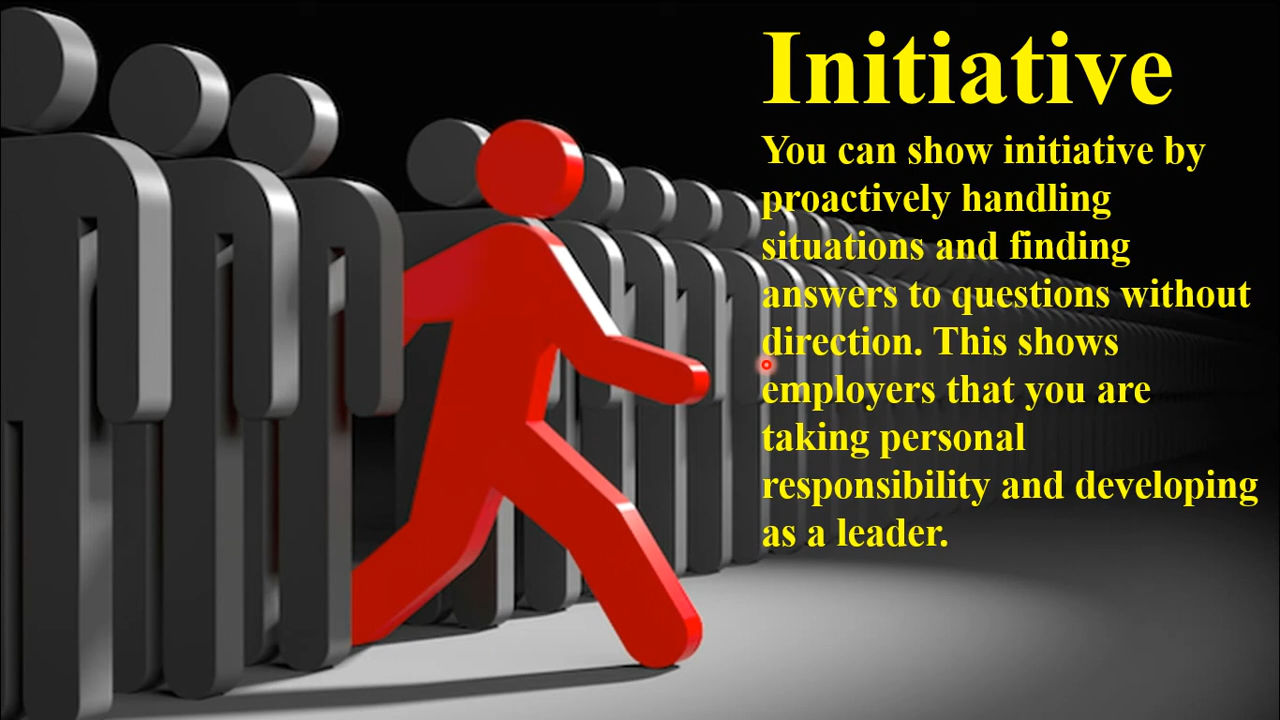 Initiative
You can show initiative by
proactively handling
situations and finding
answers to questions without
direction. This shows
employers that you are
taking personal
responsibility and developing
as a leader.